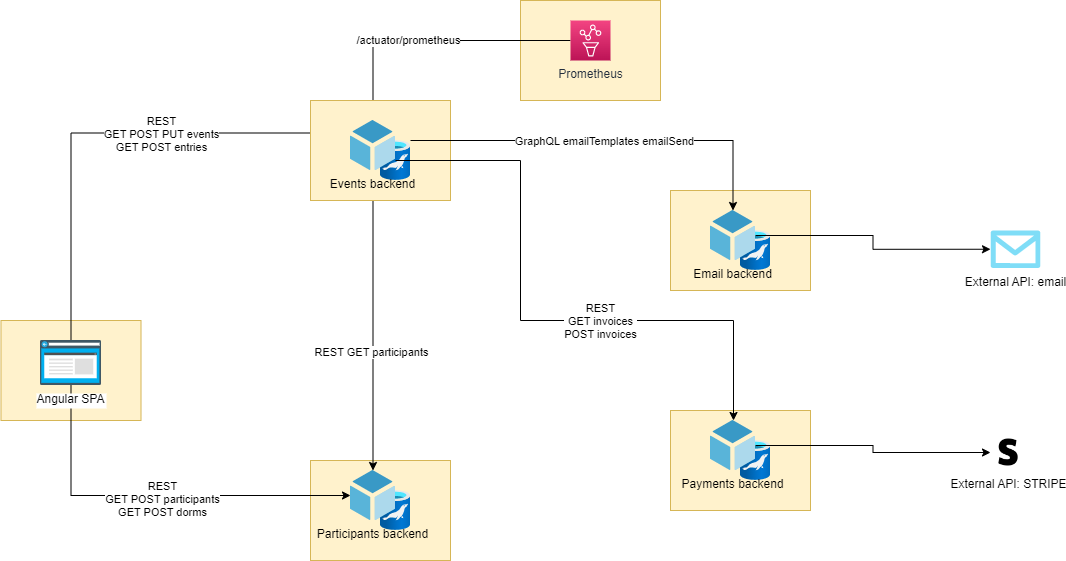 /actuator/prometheus
Prometheus
REST
GET POST PUT events
GET POST entries
Events backend
GraphQL emailTemplates emailSend
Email backend
External API: email
REST
GET invoices
POST invoices
REST GET participants
Angular SPA
Payments backend
S
External API: STRIPE
REST
GET POST participants
GET POST dorms
Participants backend